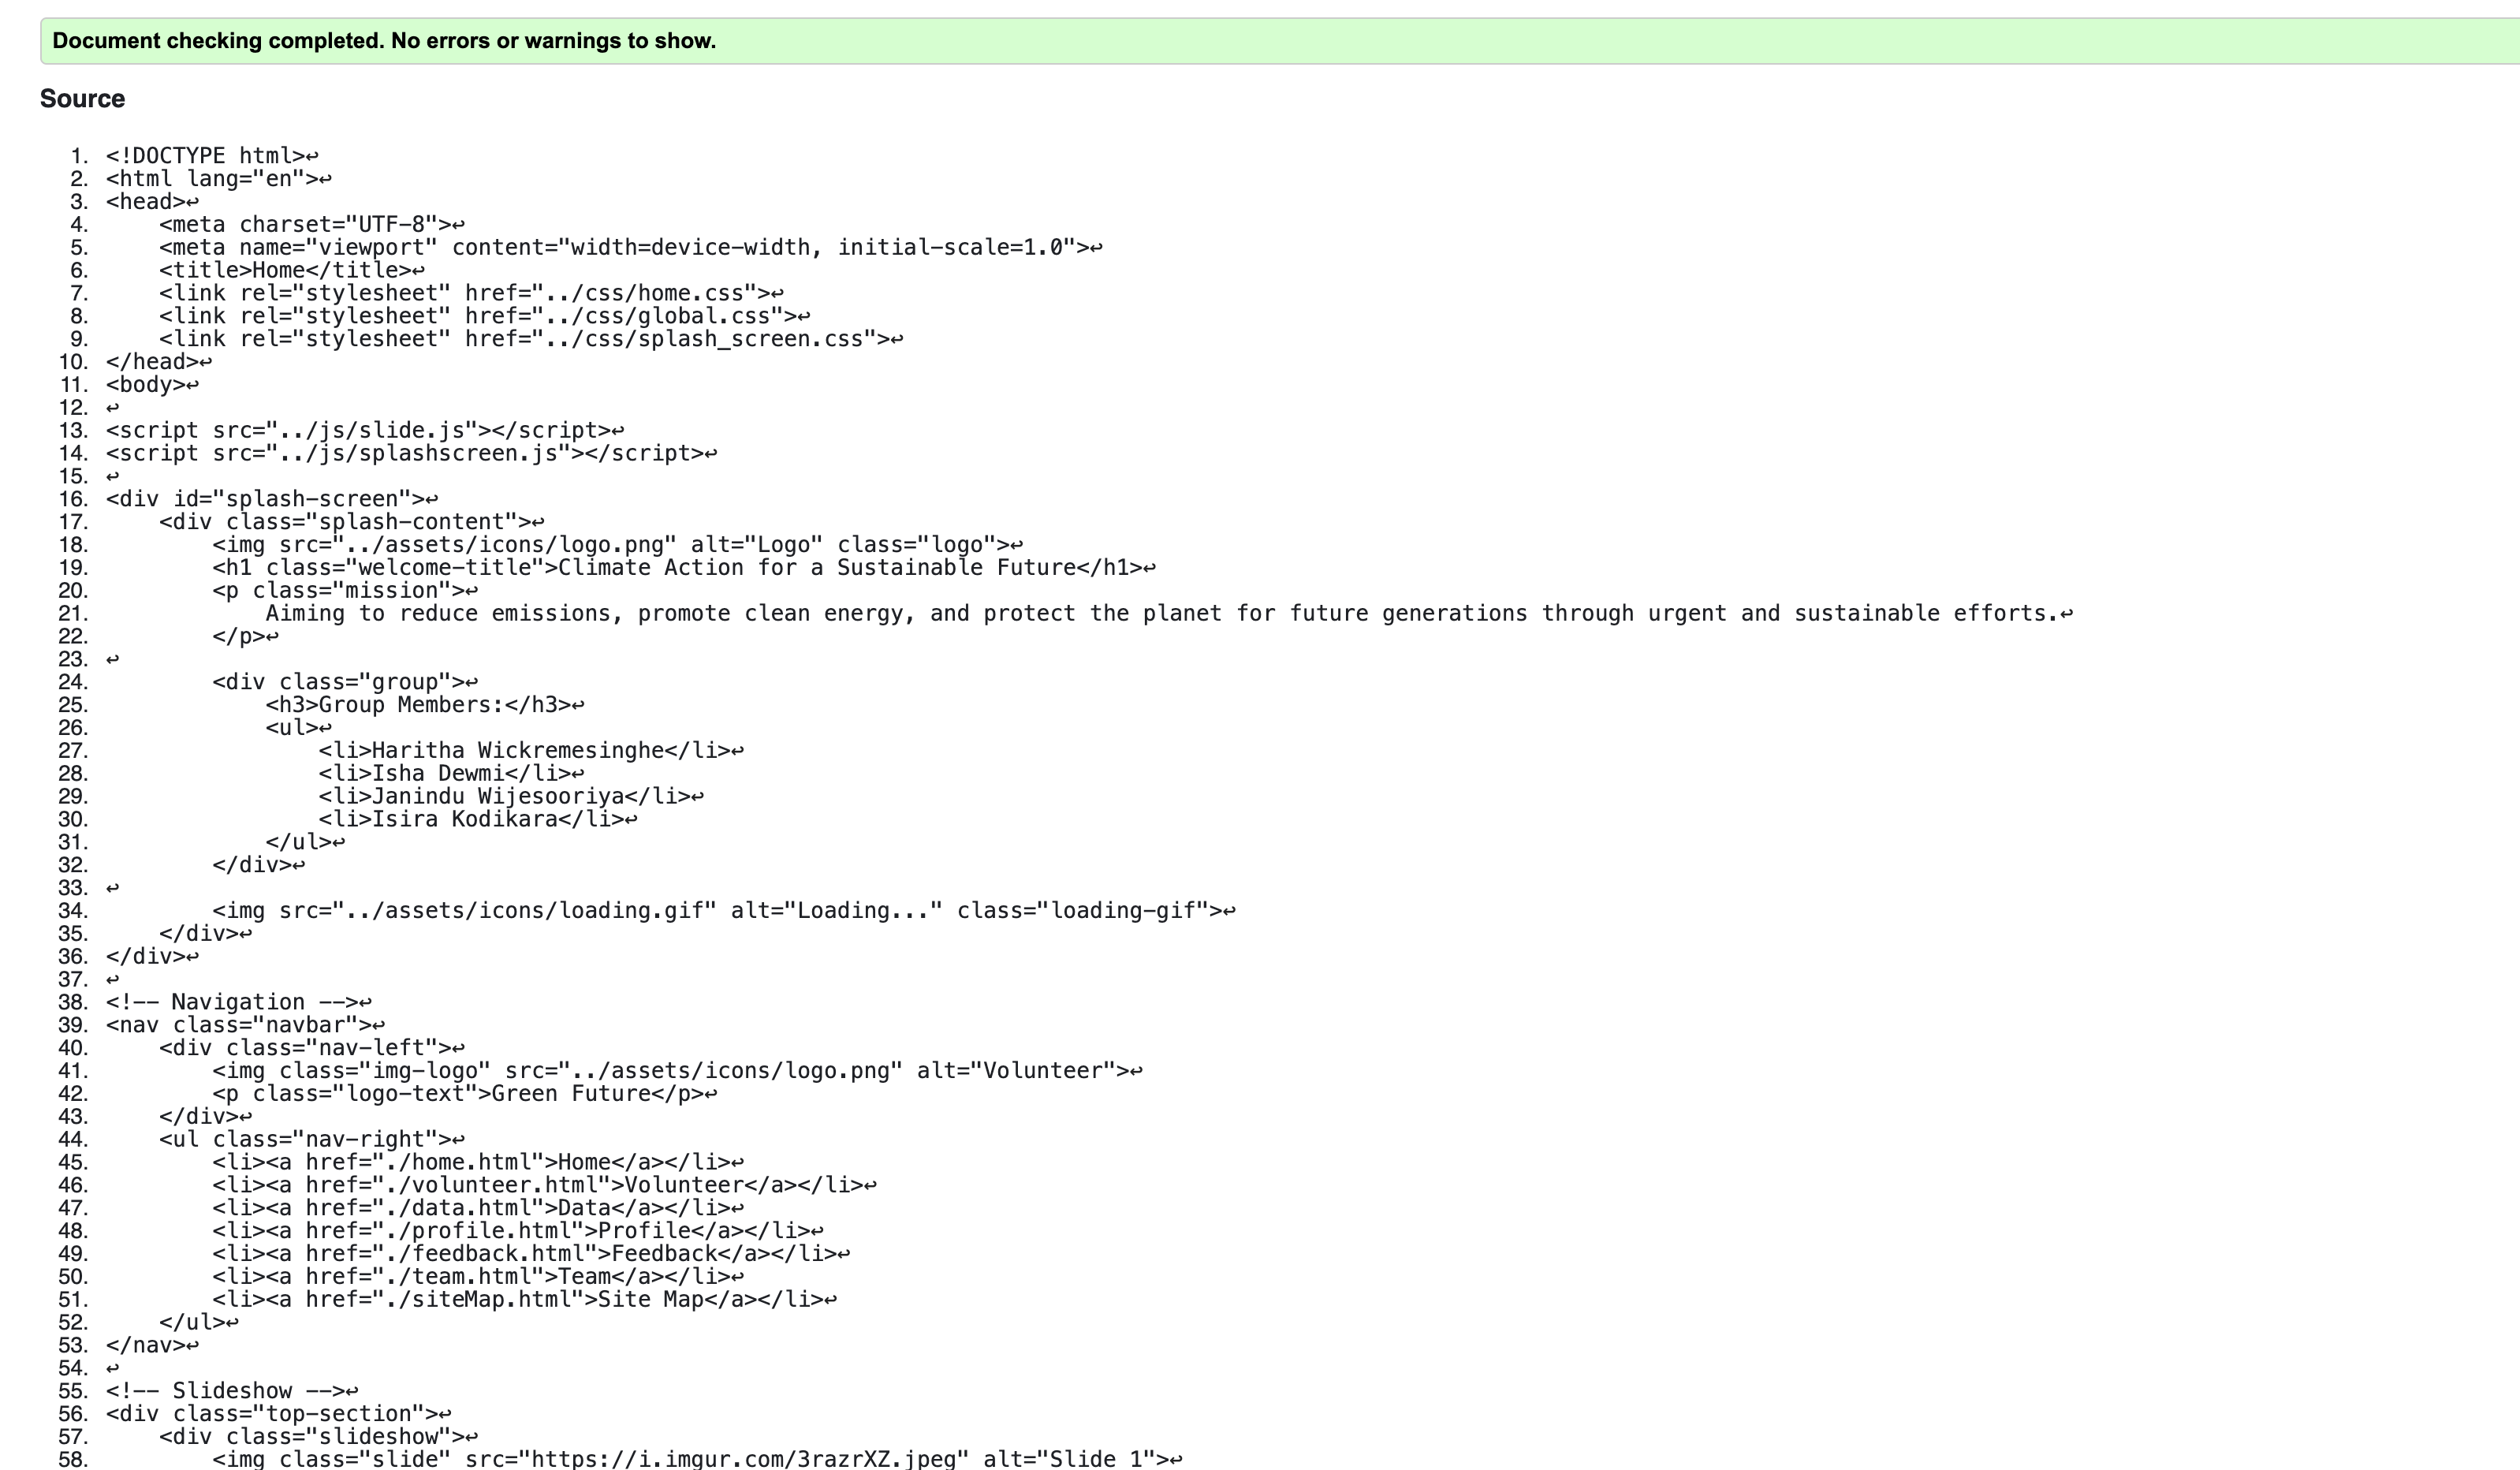 Document checking completed. No errors or warnings to show.
Source
1. <!DOCTYPE html>↩
2. <html lang="en">↩
3. <head>↩
4.     <meta charset="UTF-8">↩
5.     <meta name="viewport" content="width=device-width, initial-scale=1.0">↩
6.     <title>Home</title>↩
7.     <link rel="stylesheet" href="../css/home.css">↩
8.     <link rel="stylesheet" href="../css/global.css">↩
9.     <link rel="stylesheet" href="../css/splash_screen.css">↩
10. </head>↩
11. <body>↩
12. ↩
13. <script src="../js/slide.js"></script>↩
14. <script src="../js/splashscreen.js"></script>↩
15. ↩
16. <div id="splash-screen">↩
17.     <div class="splash-content">↩
18.         <img src="../assets/icons/logo.png" alt="Logo" class="logo">↩
19.         <h1 class="welcome-title">Climate Action for a Sustainable Future</h1>↩
20.         <p class="mission">↩
21.             Aiming to reduce emissions, promote clean energy, and protect the planet for future generations through urgent and sustainable efforts.↩
22.         </p>↩
23. ↩
24.         <div class="group">↩
25.             <h3>Group Members:</h3>↩
26.             <ul>↩
27.                 <li>Haritha Wickremesinghe</li>↩
28.                 <li>Isha Dewmi</li>↩
29.                 <li>Janindu Wijesooriya</li>↩
30.                 <li>Isira Kodikara</li>↩
31.             </ul>↩
32.         </div>↩
33. ↩
34.         <img src="../assets/icons/loading.gif" alt="Loading..." class="loading-gif">↩
35.     </div>↩
36. </div>↩
37. ↩
38. <!-- Navigation -->↩
39. <nav class="navbar">↩
40.     <div class="nav-left">↩
41.         <img class="img-logo" src="../assets/icons/logo.png" alt="Volunteer">↩
42.         <p class="logo-text">Green Future</p>↩
43.     </div>↩
44.     <ul class="nav-right">↩
45.         <li><a href="./home.html">Home</a></li>↩
46.         <li><a href="./volunteer.html">Volunteer</a></li>↩
47.         <li><a href="./data.html">Data</a></li>↩
48.         <li><a href="./profile.html">Profile</a></li>↩
49.         <li><a href="./feedback.html">Feedback</a></li>↩
50.         <li><a href="./team.html">Team</a></li>↩
51.         <li><a href="./siteMap.html">Site Map</a></li>↩
52.     </ul>↩
53. </nav>↩
54. ↩
55. <!-- Slideshow -->↩
56. <div class="top-section">↩
57.     <div class="slideshow">↩
58.         <img class="slide" src="https://i.imgur.com/3razrXZ.jpeg" alt="Slide 1">↩